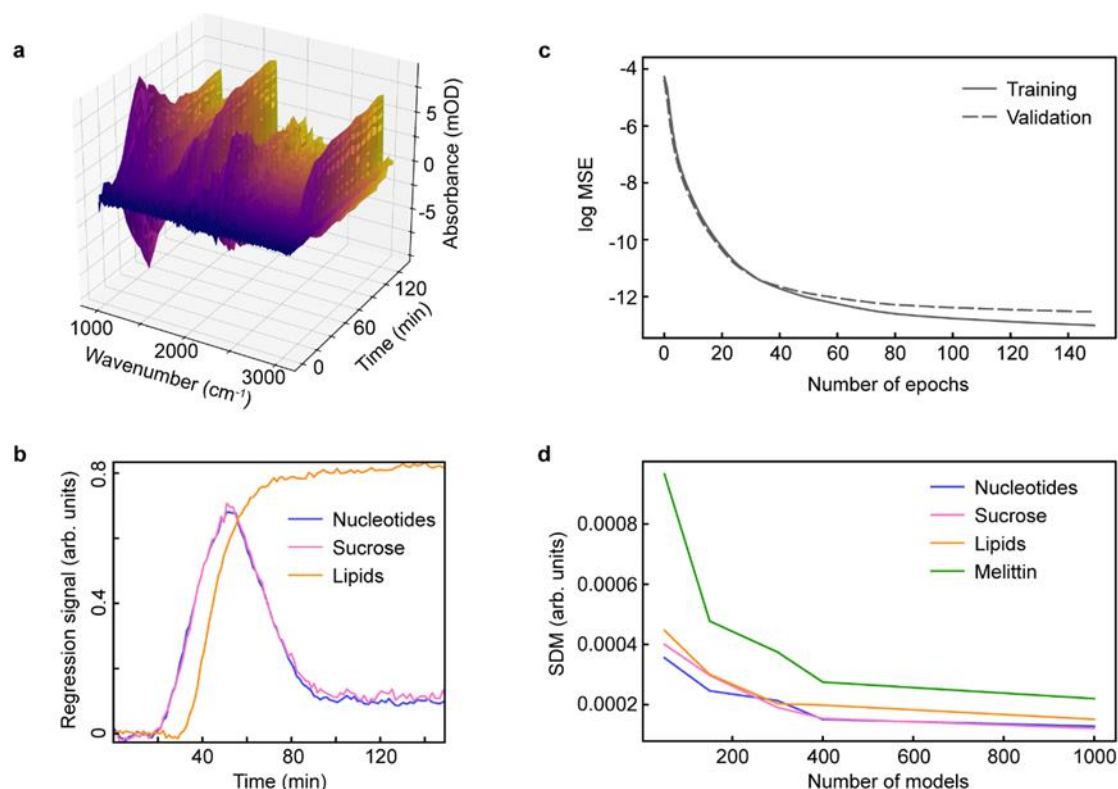 a
5
0
-5
Absorbance (mOD)
120
60
0
Time (min)
1000
2000
3000
Wavenumber (cm⁻¹)
c
-4
-6
-8
-10
-12
log MSE
Training
Validation
0 20 40 60 80 100 120 140
Number of epochs
b
0.8
0.4
0
Regression signal (arb. units)
Nucleotides
Sucrose
Lipids
40 80 120
Time (min)
d
0.0008
0.0006
0.0004
0.0002
SDM (arb. units)
Nucleotides
Sucrose
Lipids
Melittin
200 400 600 800 1000
Number of models